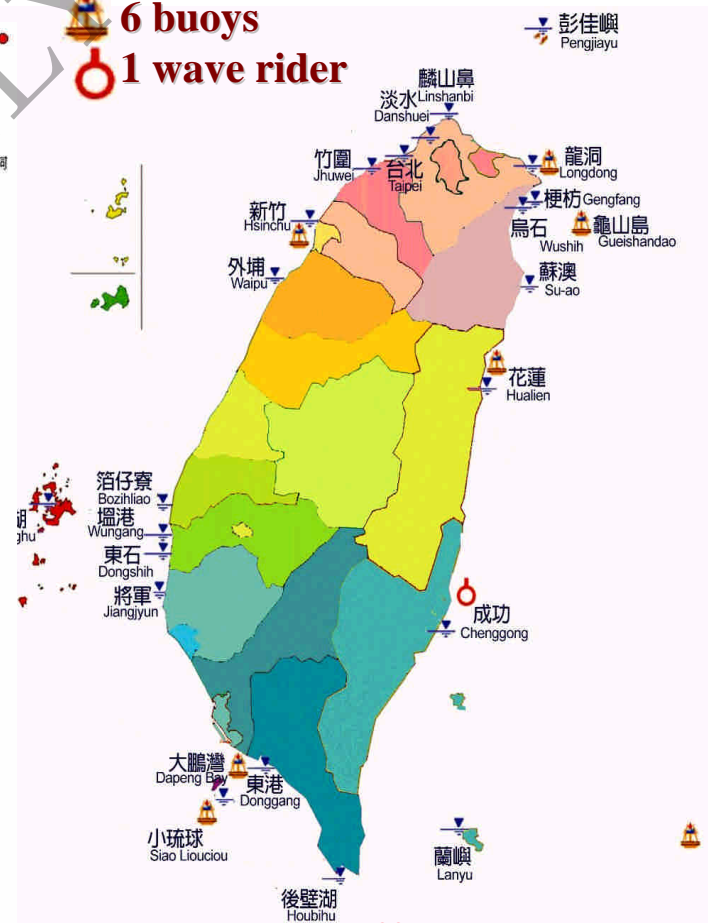 6 buoys
1 wave rider
彭佳嶼
Pengjiayu
麟山鼻
Linshanbi
淡水
Danshuei
竹圍
Jhuwei
台北
Taipei
龍洞
Longdong
梗枋 Gengfang
新竹
Hsinchu
烏石
Wushih
龜山島
Gueishandao
外埔
Waipu
蘇澳
Su-ao
花蓮
Hualien
箔仔寮
Bozihliao
塭港
Wungang
東石
Dongshih
將軍
Jiangjyun
成功
Chenggong
大鵬灣
Dapeng Bay
東港
Donggang
小琉球
Siao Liouciou
蘭嶼
Lanyu
後壁湖
Houbihu